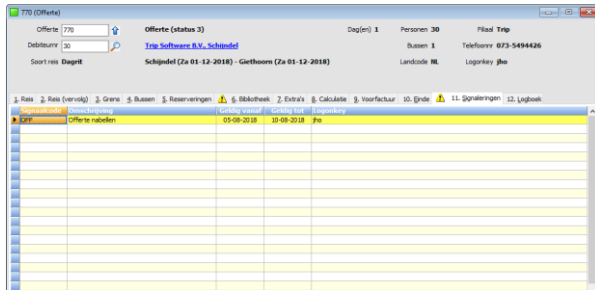 770 (Offerte)
Offerte 770 Offerte (status 3) Dag(en) 1 Personen 30 Filiaal Trip
Debiteurnr 30 Trip Software B.V., Schijndel Bussen 1 Telefoonnr 073-5494426
Soort reis Dagrit Schijndel (Za 01-12-2018) - Giethoorn (Za 01-12-2018) Landcode NL Logonkey jho
1. Reis 2. Reis (vervolg) 3. Grens 4. Bussen 5. Reserveringen 6. Bibliotheek 7. Extra's 8. Calculatie 9. Voorfactuur 10. Einde 11. Signaleringen 12. Logboek
Signaalkode Omschrijving Geldig vanaf Geldig tot Logonkey
OFF Offerte nabellen 05-08-2018 10-08-2018 jho